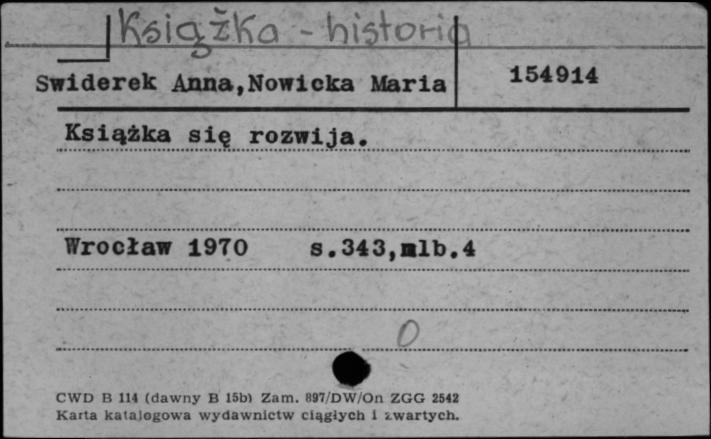 Książka - historia
Swiderek Anna,Nowicka Maria
154914
Książka się rozwija.
Wrocław 1970 s.343,mlb.4
0
CWD B 114 (dawny B 15b) Zam. 897/DW/On ZGG 2542
Karta katalogowa wydawnictw ciągłych i zwartych.